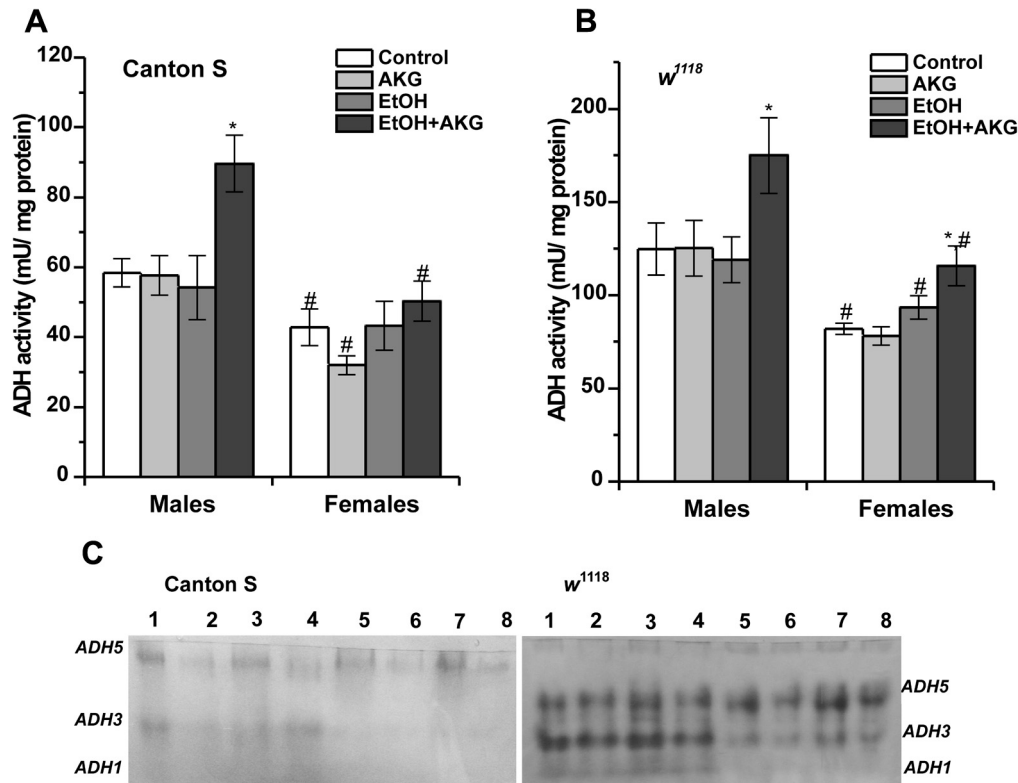 A
Canton S
Control
AKG
EtOH
EtOH+AKG
ADH activity (mU/ mg protein)
120
100
80
60
40
20
0
*
#
#
#
Males
Females
B
w1118
Control
AKG
EtOH
EtOH+AKG
ADH activity (mU/ mg protein)
200
150
100
50
0
*
#
#
*#
Males
Females
C
Canton S
w1118
1 2 3 4 5 6 7 8
1 2 3 4 5 6 7 8
ADH5
ADH3
ADH1
ADH5
ADH3
ADH1